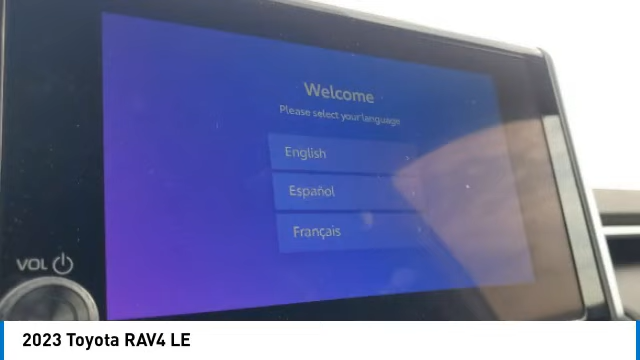 Welcome
Please select your language
English
Español
Français
VOL
2023 Toyota RAV4 LE